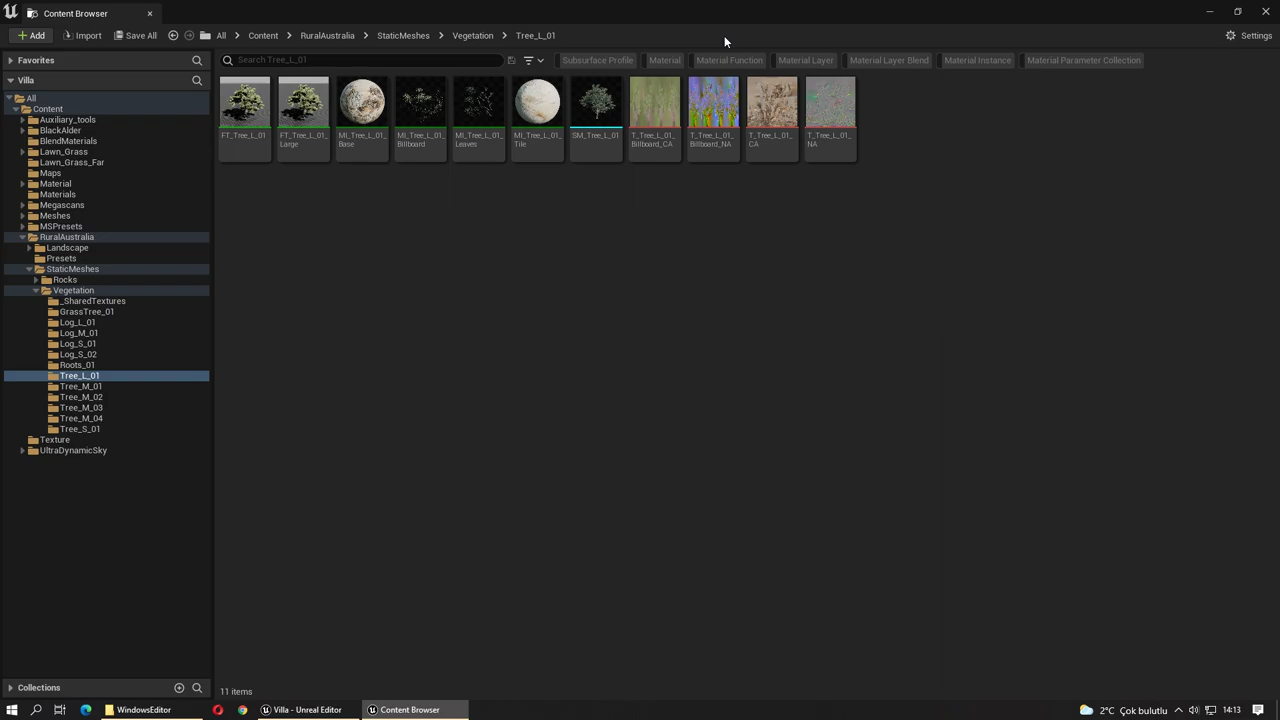 Content Browser
Add
Import
Save All
All
Content
RuralAustralia
StaticMeshes
Vegetation
Tree_L_01
Settings
Favorites
Search Tree_L_01
Subsurface Profile
Material
Material Function
Material Layer
Material Layer Blend
Material Instance
Material Parameter Collection
Villa
All
Content
Auxiliary_tools
BlackAlder
BlendMaterials
Lawn_Grass
Lawn_Grass_Far
Maps
Material
Materials
Megascans
Meshes
MSPresets
RuralAustralia
Landscape
Presets
StaticMeshes
Rocks
Vegetation
_SharedTextures
GrassTree_01
Log_L_01
Log_M_01
Log_S_01
Log_S_02
Roots_01
Tree_L_01
Tree_M_01
Tree_M_02
Tree_M_03
Tree_M_04
Tree_S_01
Texture
UltraDynamicSky
FT_Tree_L_01
FT_Tree_L_01_
Large
MI_Tree_L_01_
Base
MI_Tree_L_01_
Billboard
MI_Tree_L_01_
Leaves
MI_Tree_L_01_
Tile
SM_Tree_L_01
T_Tree_L_01_
Billboard_CA
T_Tree_L_01_
Billboard_NA
T_Tree_L_01_
CA
T_Tree_L_01_
NA
Collections
11 items
WindowsEditor
Villa - Unreal Editor
Content Browser
2°C Çok bulutlu
14:13